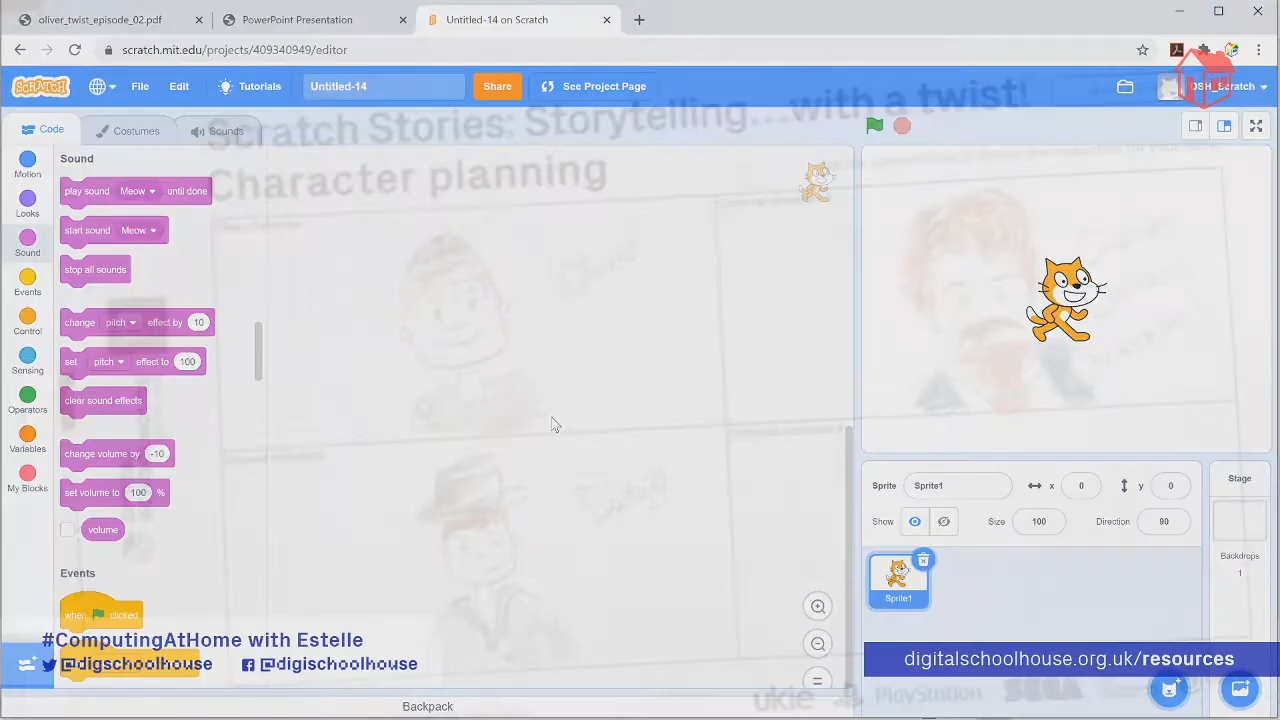 oliver_twist_episode_02.pdf
PowerPoint Presentation
Untitled-14 on Scratch
scratch.mit.edu/projects/409340949/editor
SCRATCH
File
Edit
Tutorials
Untitled-14
Share
See Project Page
DSH_Scratch
Scratch Stories: Storytelling...with a twist!
Character planning
Code
Costumes
Sounds
Motion
Looks
Sound
Events
Control
Sensing
Operators
Variables
My Blocks
Sound
play sound Meow until done
start sound Meow
stop all sounds
change pitch effect by 10
set pitch effect to 100
clear sound effects
change volume by -10
set volume to 100 %
volume
Events
when clicked
Sprite Sprite1 x 0 y 0
Show Size 100 Direction 90
Sprite1
Stage
Backdrops
1
#ComputingAtHome with Estelle
@digschoolhouse @digischoolhouse
digitalschoolhouse.org.uk/resources
ukie PlayStation SEGA
Backpack